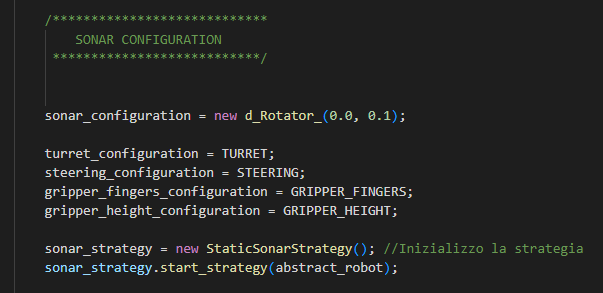 /****************************
SONAR CONFIGURATION
***************************/
sonar_configuration = new d_Rotator_(0.0, 0.1);
turret_configuration = TURRET;
steering_configuration = STEERING;
gripper_fingers_configuration = GRIPPER_FINGERS;
gripper_height_configuration = GRIPPER_HEIGHT;
sonar_strategy = new StaticSonarStrategy(); //Inizializzo la strategia
sonar_strategy.start_strategy(abstract_robot);